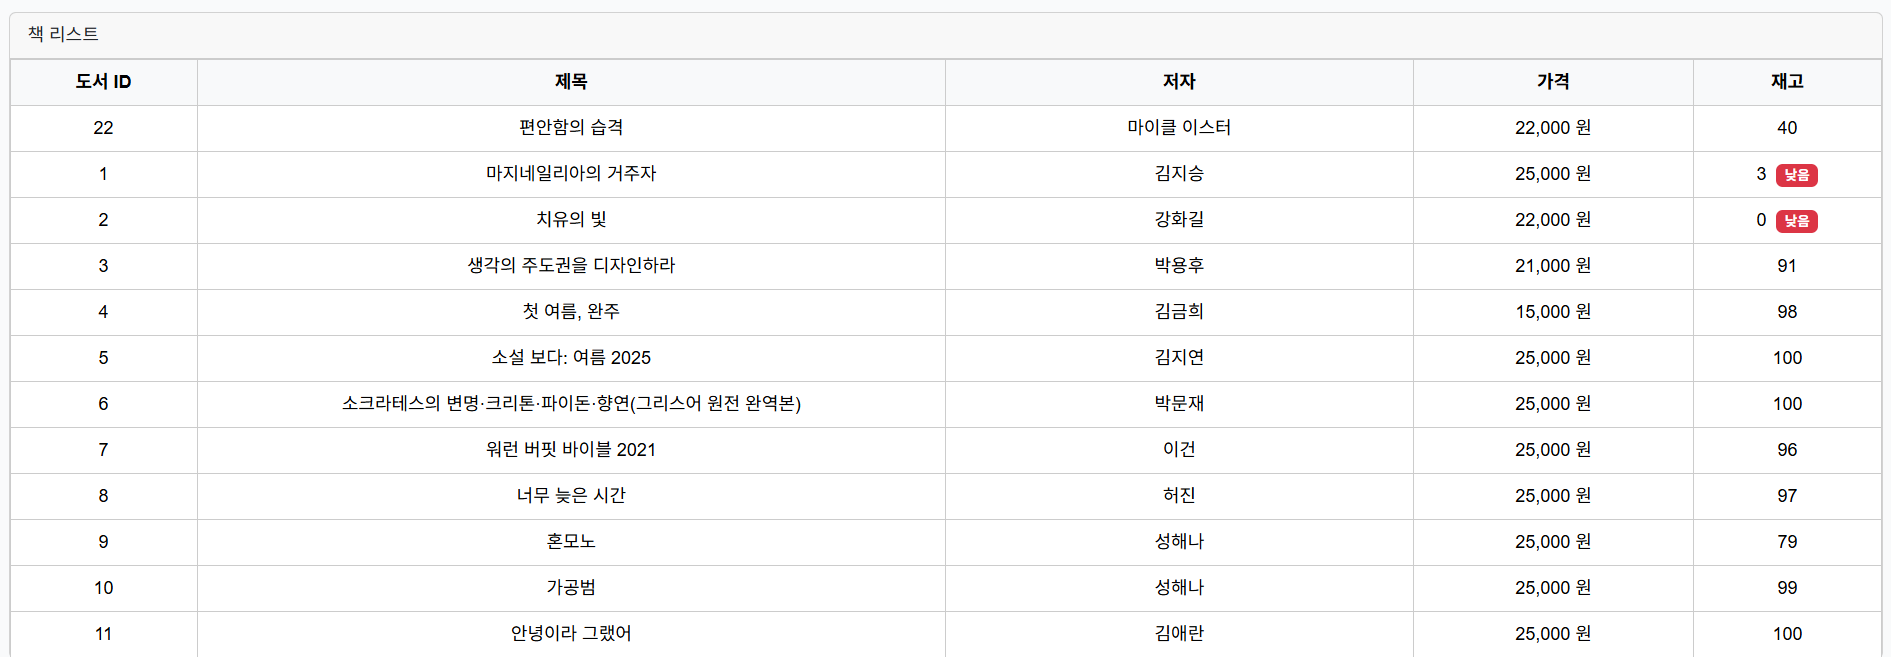 책 리스트
도서 ID 제목 저자 가격 재고
22 편안함의 습격 마이클 이스터 22,000 원 40
1 마지네일리아의 거주자 김지승 25,000 원 3 낮음
2 치유의 빛 강화길 22,000 원 0 낮음
3 생각의 주도권을 디자인하라 박용후 21,000 원 91
4 첫 여름, 완주 김금희 15,000 원 98
5 소설 보다: 여름 2025 김지연 25,000 원 100
6 소크라테스의 변명·크리톤·파이돈·향연(그리스어 원전 완역본) 박문재 25,000 원 100
7 워런 버핏 바이블 2021 이건 25,000 원 96
8 너무 늦은 시간 허진 25,000 원 97
9 혼모노 성해나 25,000 원 79
10 가공범 성해나 25,000 원 99
11 안녕이라 그랬어 김애란 25,000 원 100